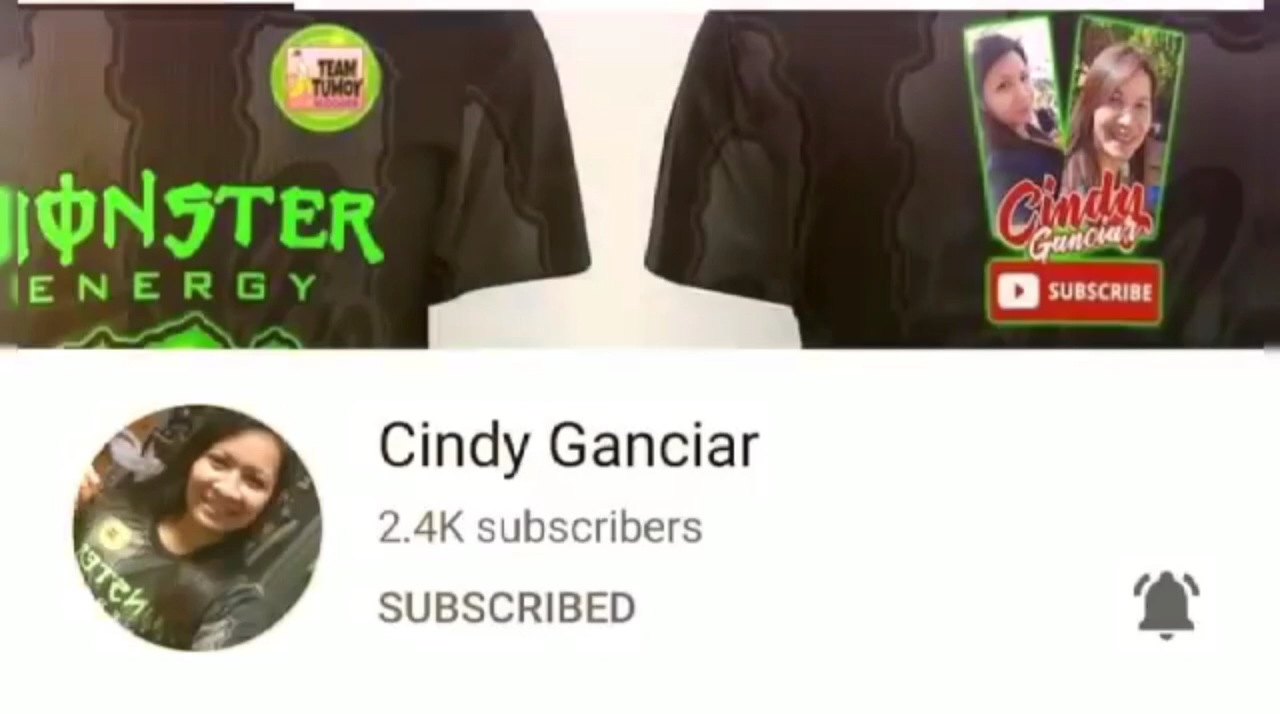 TEAM
TUMOY
MONSTER
ENERGY
Cindy
Ganciar
SUBSCRIBE
Cindy Ganciar
2.4K subscribers
SUBSCRIBED